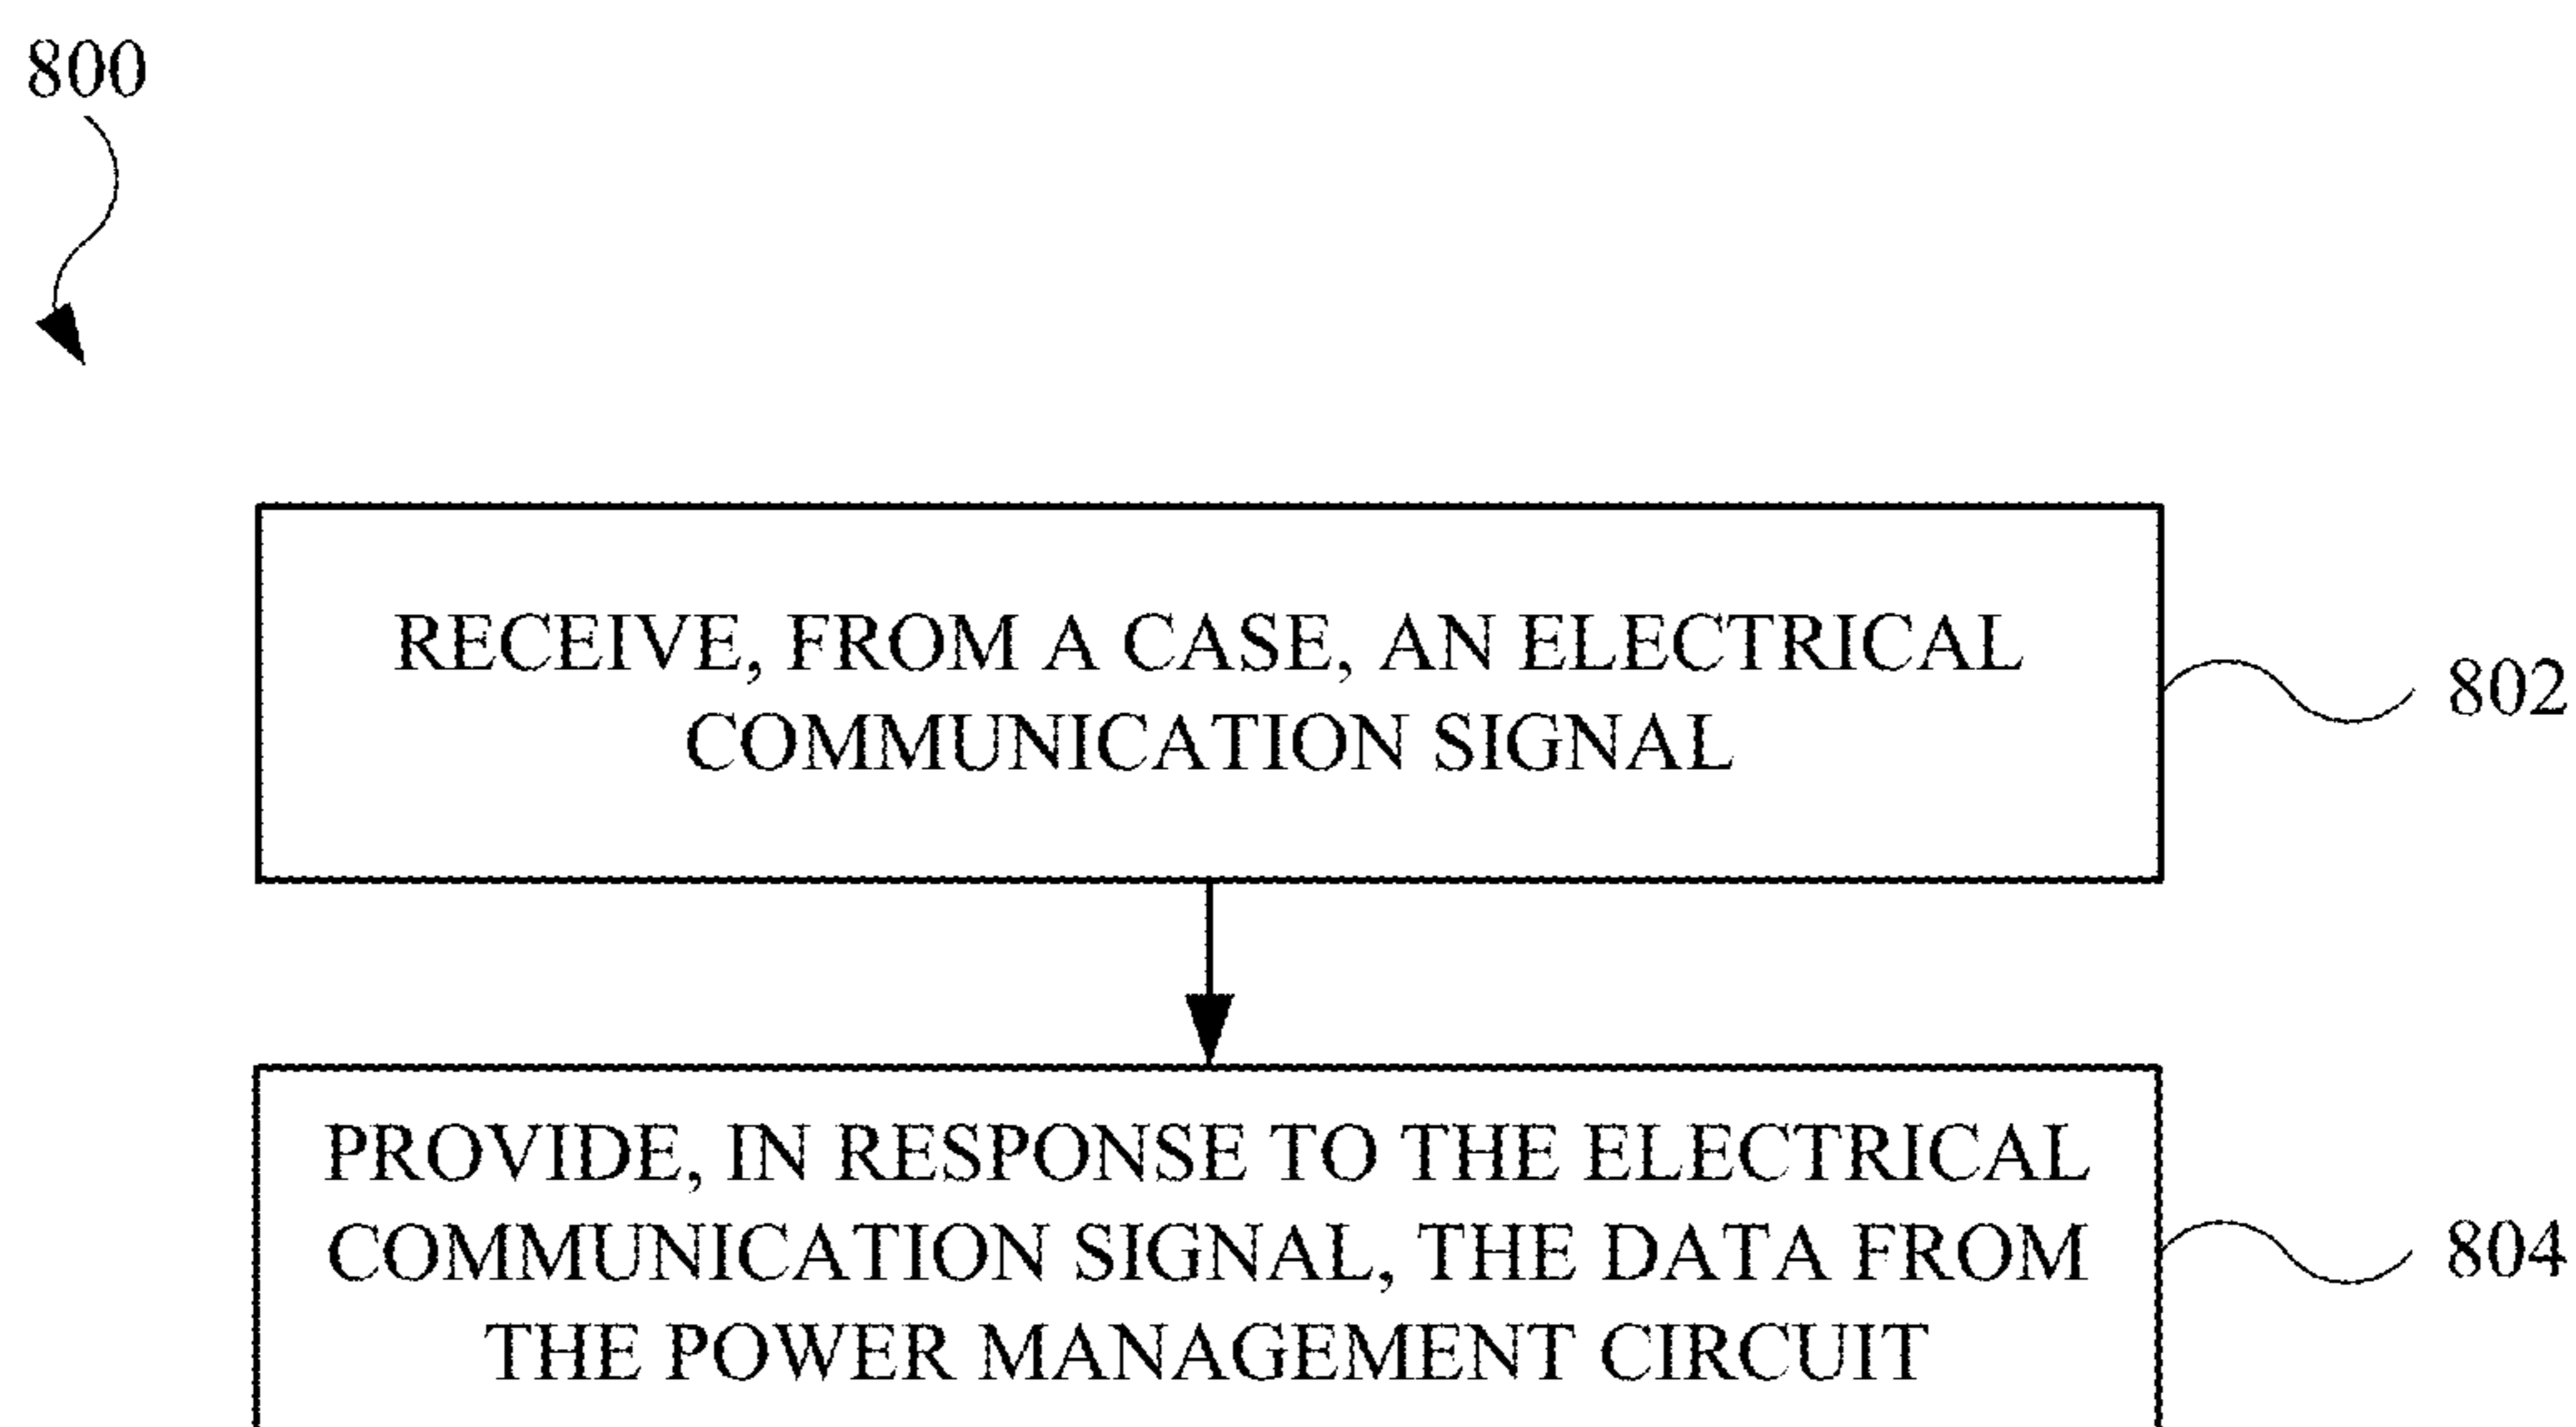 800
RECEIVE, FROM A CASE, AN ELECTRICAL
COMMUNICATION SIGNAL
802
PROVIDE, IN RESPONSE TO THE ELECTRICAL
COMMUNICATION SIGNAL, THE DATA FROM
THE POWER MANAGEMENT CIRCUIT
804